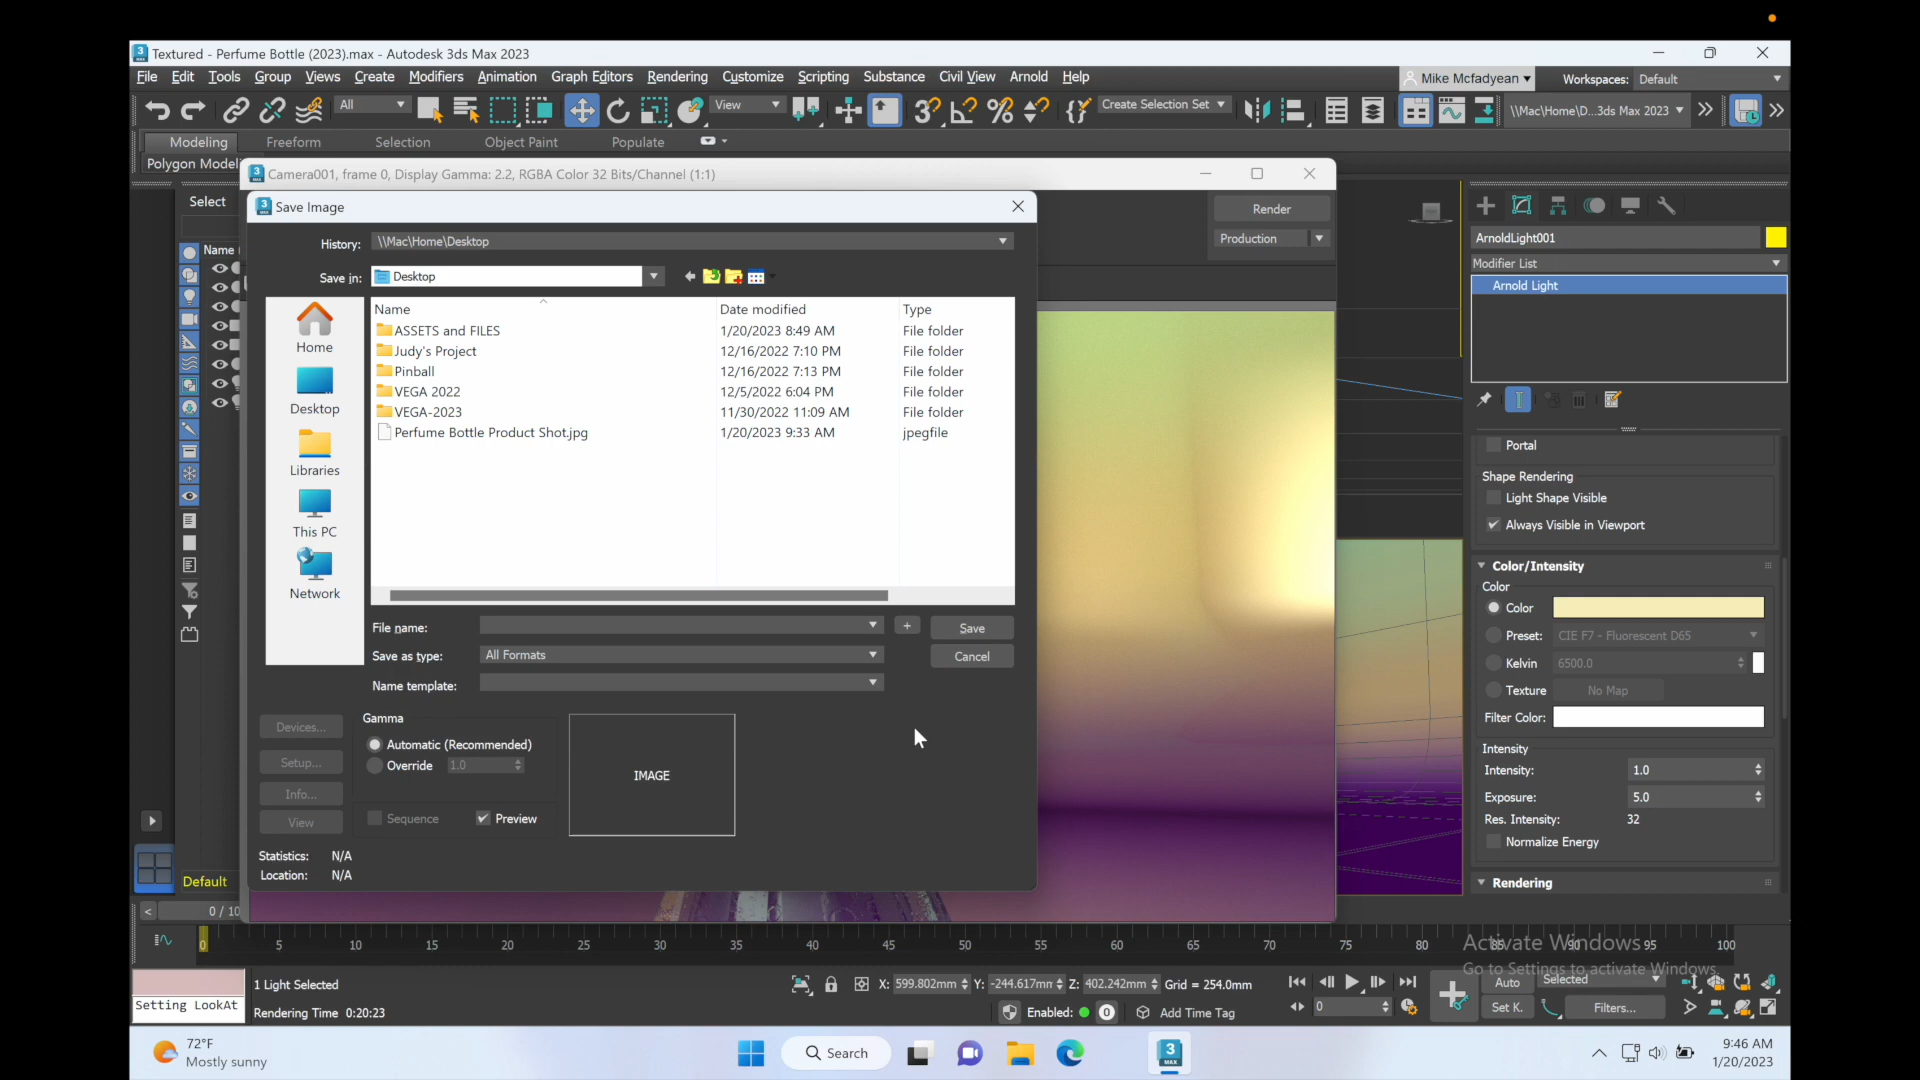 Textured - Perfume Bottle (2023).max - Autodesk 3ds Max 2023
File Edit Tools Group Views Create Modifiers Animation Graph Editors Rendering Customize Scripting Substance Civil View Arnold Help
Mike Mcfadyean
Workspaces: Default
All
View
Create Selection Set
\\Mac\Home\D...3ds Max 2023
Modeling Freeform Selection Object Paint Populate
Polygon Modeli
Camera001, frame 0, Display Gamma: 2.2, RGBA Color 32 Bits/Channel (1:1)
Select
Name
Save Image
Render
Production
History: \\Mac\Home\Desktop
Save in: Desktop
Home
Desktop
Libraries
This PC
Network
Name Date modified Type
ASSETS and FILES 1/20/2023 8:49 AM File folder
Judy's Project 12/16/2022 7:10 PM File folder
Pinball 12/16/2022 7:13 PM File folder
VEGA 2022 12/5/2022 6:04 PM File folder
VEGA-2023 11/30/2022 11:09 AM File folder
Perfume Bottle Product Shot.jpg 1/20/2023 9:33 AM jpegfile
File name:
+
Save
Save as type: All Formats
Cancel
Name template:
Devices...
Setup...
Info...
View
Gamma
Automatic (Recommended)
Override 1.0
Sequence
Preview
IMAGE
Statistics: N/A
Location: N/A
ArnoldLight001
Modifier List
Arnold Light
Portal
Shape Rendering
Light Shape Visible
Always Visible in Viewport
Color/Intensity
Color
Color
Preset: CIE F7 - Fluorescent D65
Kelvin 6500.0
Texture No Map
Filter Color:
Intensity
Intensity: 1.0
Exposure: 5.0
Res. Intensity: 32
Normalize Energy
Rendering
Default
< 0 / 10
0 5 10 15 20 25 30 35 40 45 50 55 60 65 70 75 80 85 90 95 100
Activate Windows
Go to Settings to activate Windows.
Setting LookAt
1 Light Selected
Rendering Time 0:20:23
X: 599.802mm Y: -244.617mm Z: 402.242mm Grid = 254.0mm
Enabled: 0 Add Time Tag
0
Auto Selected
Set K. Filters...
72°F
Mostly sunny
Search
9:46 AM
1/20/2023